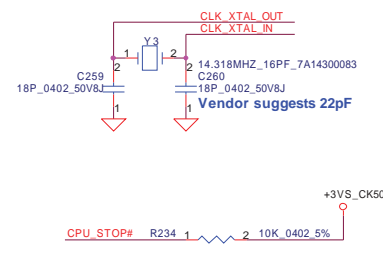 CLK_XTAL_OUT
CLK_XTAL_IN
Y3
1 2
2 2 14.318MHZ_16PF_7A14300083
C259 C260
18P_0402_50V8J 18P_0402_50V8J
1 1 Vendor suggests 22pF
+3VS_CK50
CPU_STOP# R234 1 2 10K_0402_5%